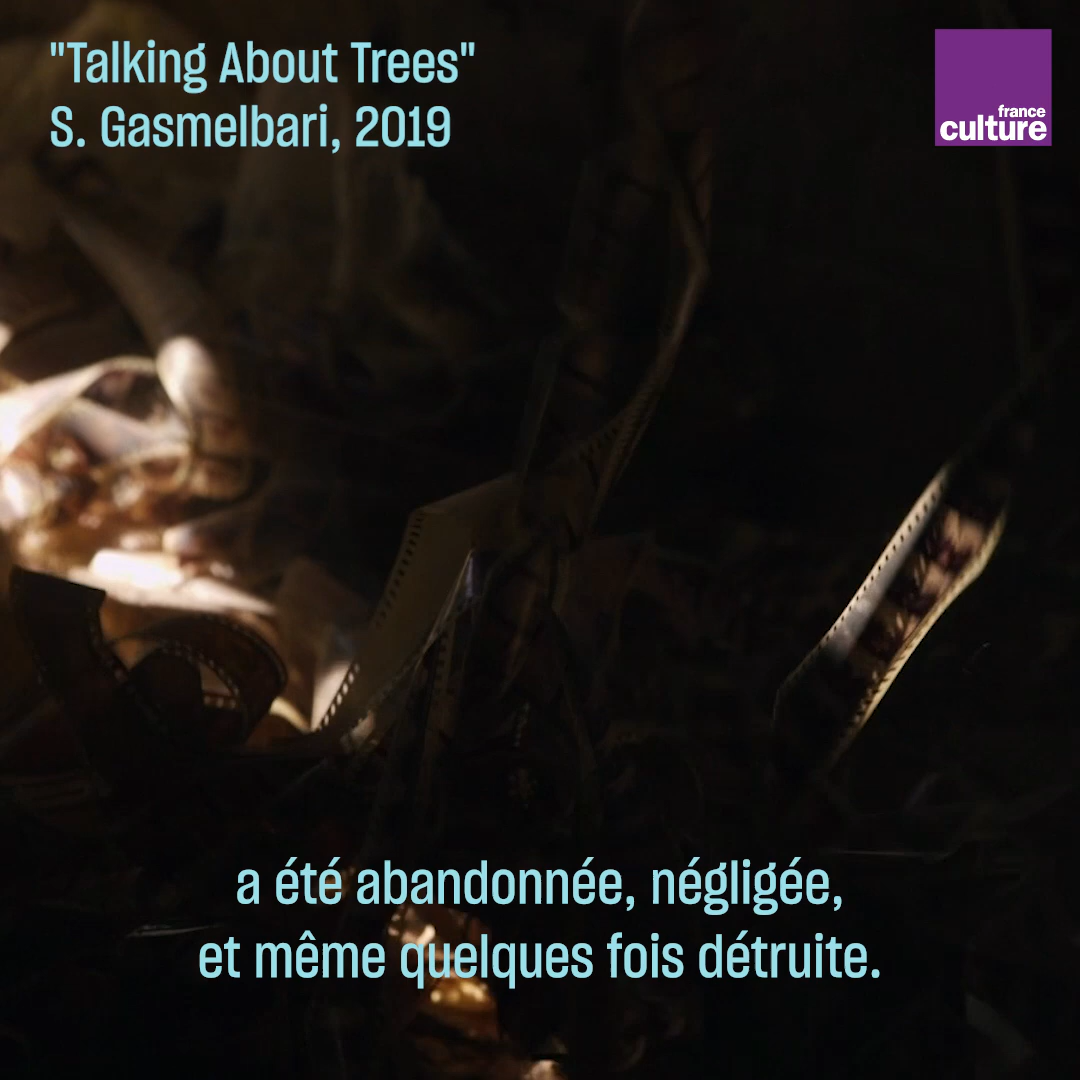 "Talking About Trees"
S. Gasmelbari, 2019
france
culture
a été abandonnée, négligée,
et même quelques fois détruite.